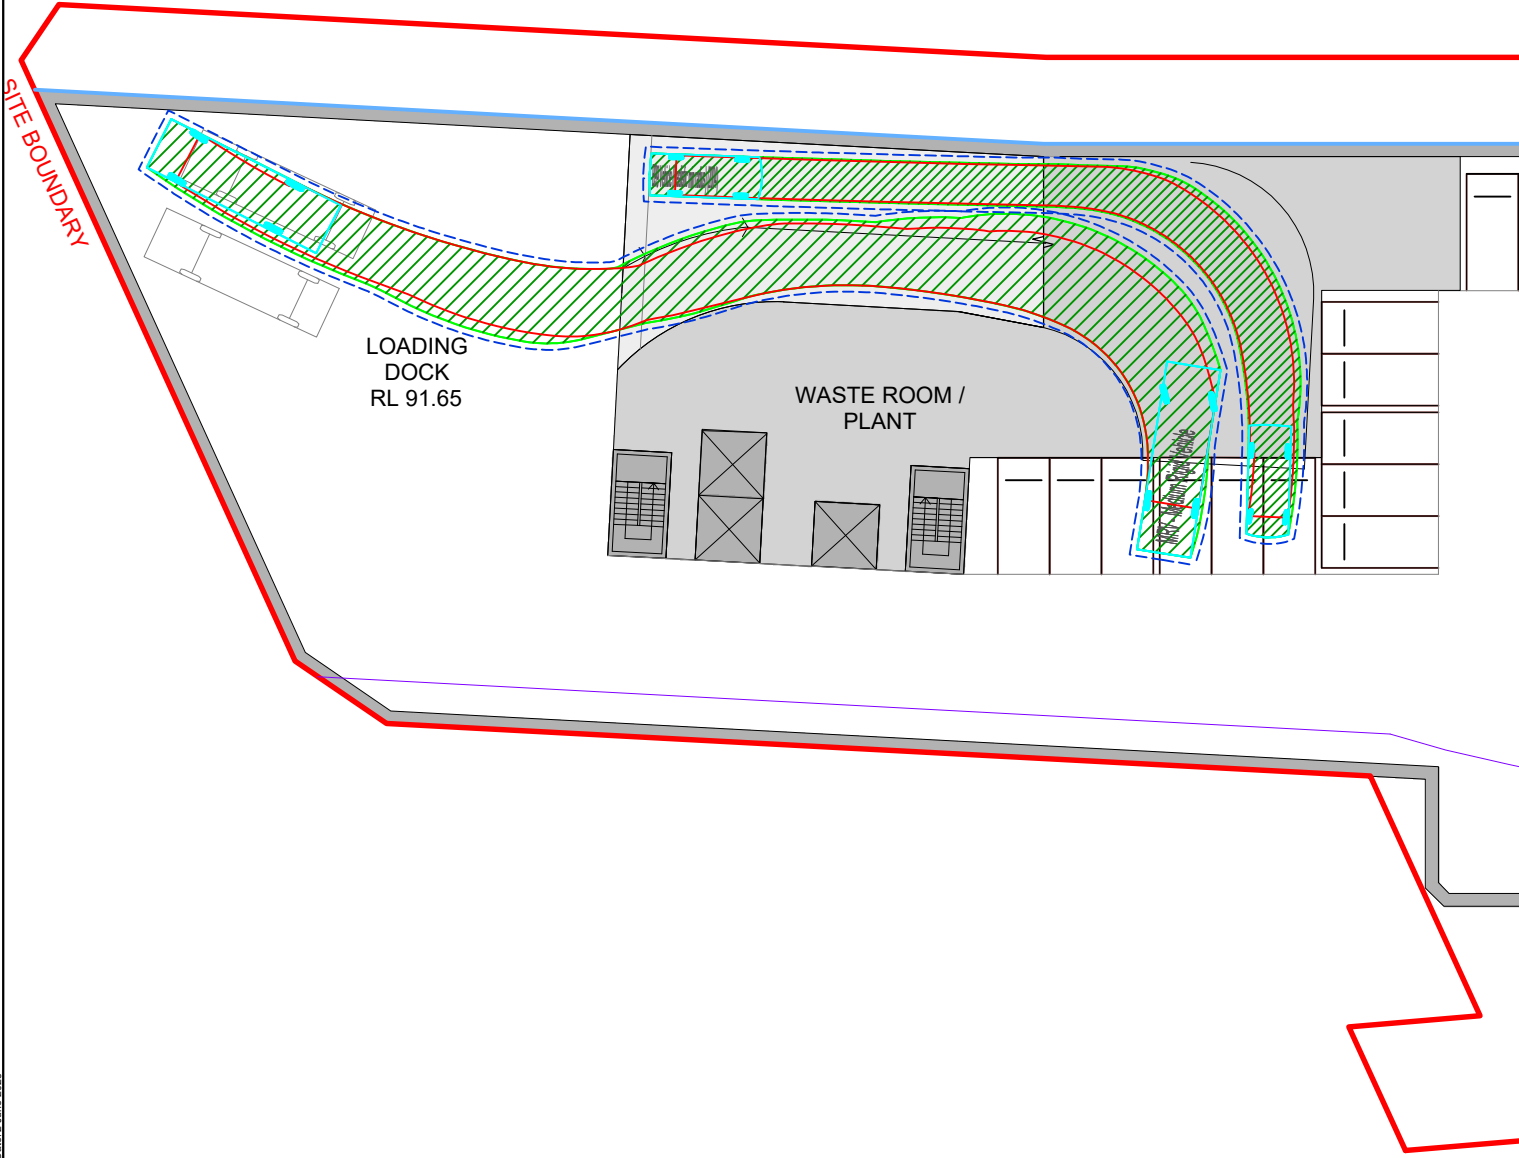 SITE BOUNDARY
LOADING
DOCK
RL 91.65
WASTE ROOM /
PLANT